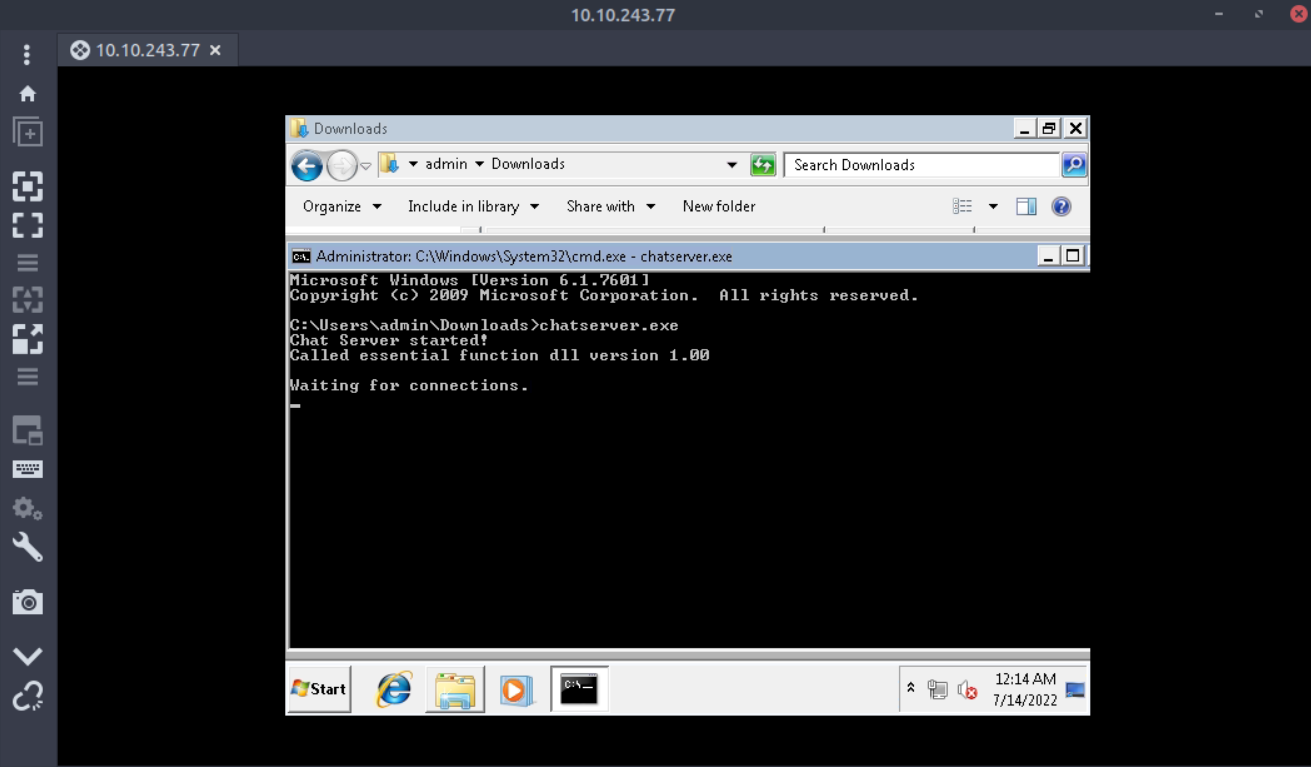 10.10.243.77
10.10.243.77
Downloads
admin Downloads
Search Downloads
Organize Include in library Share with New folder
Administrator: C:\Windows\System32\cmd.exe - chatserver.exe
Microsoft Windows [Version 6.1.7601]
Copyright (c) 2009 Microsoft Corporation.  All rights reserved.
C:\Users\admin\Downloads>chatserver.exe
Chat Server started!
Called essential function dll version 1.00
Waiting for connections.
Start
12:14 AM
7/14/2022